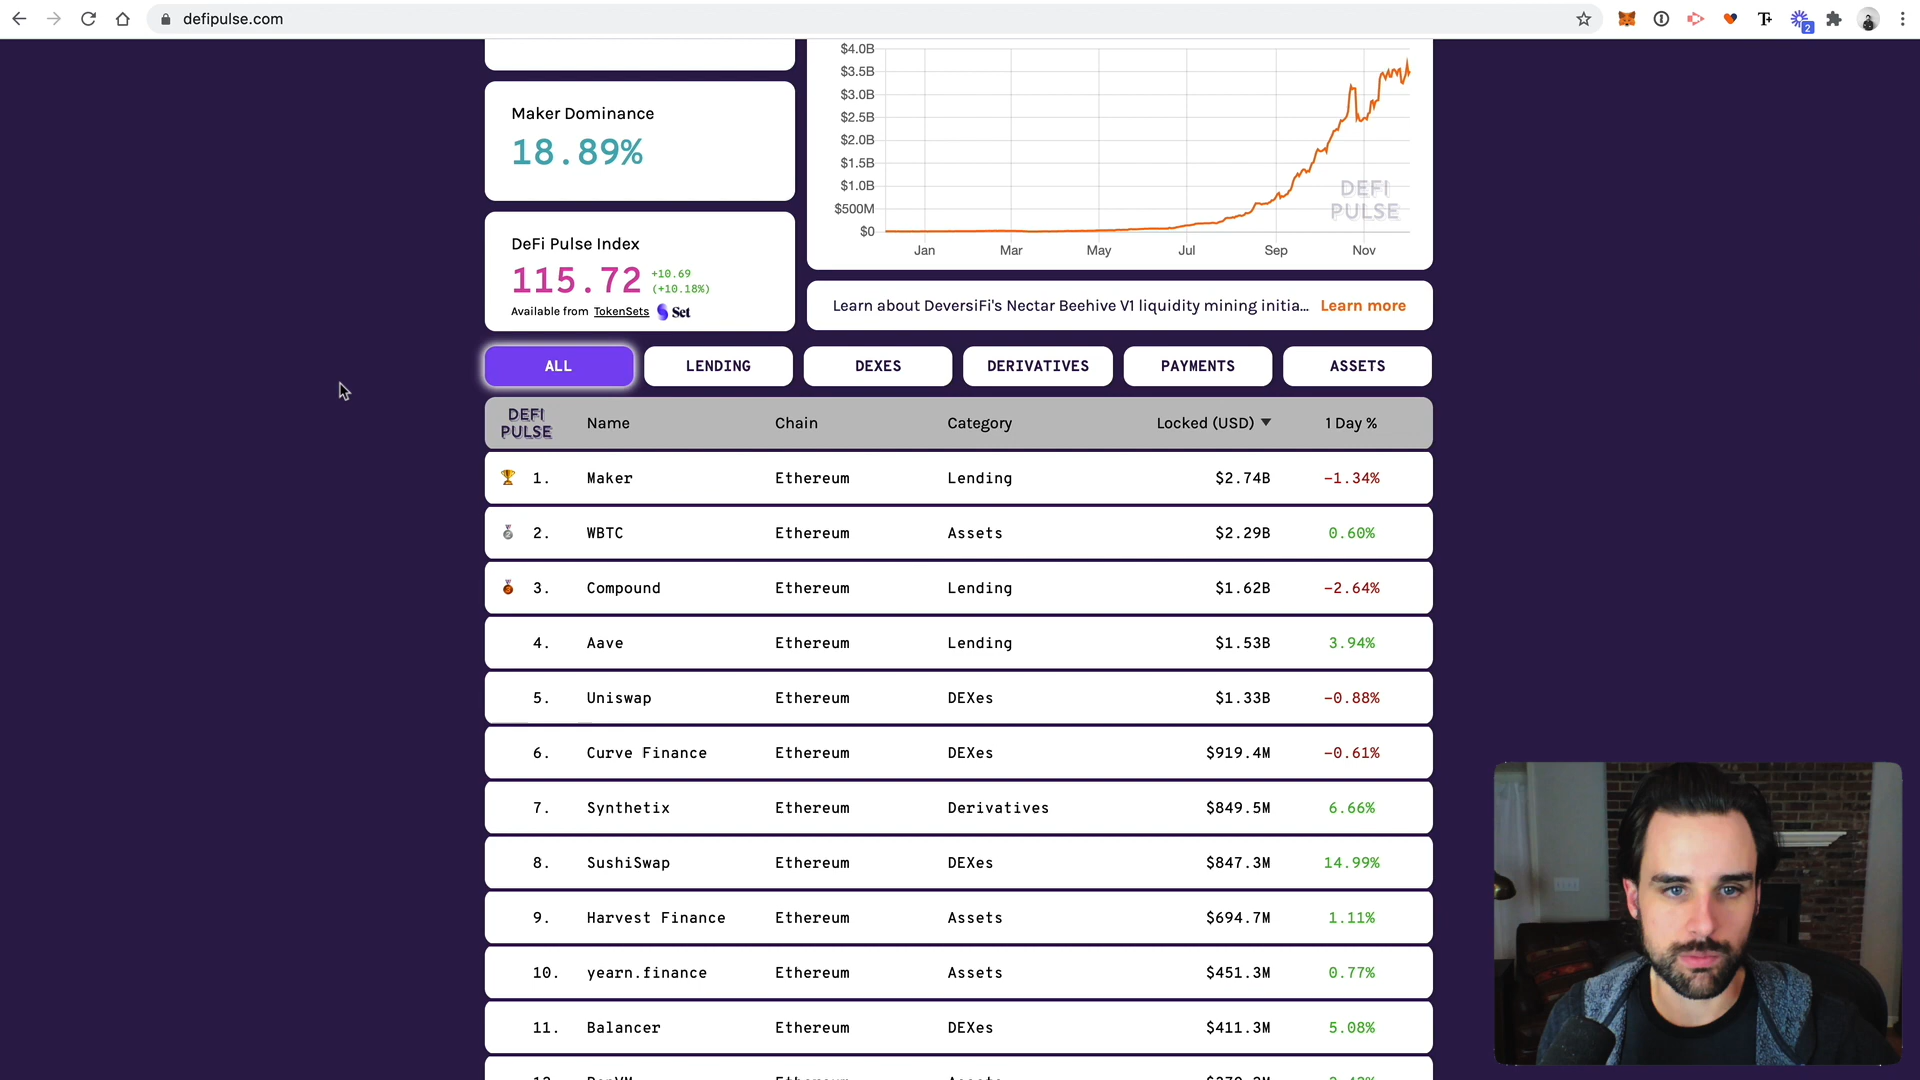 defipulse.com
2
Maker Dominance
18.89%
DeFi Pulse Index
115.72 +10.69 (+10.18%)
Available from TokenSets Set
$4.0B
$3.5B
$3.0B
$2.5B
$2.0B
$1.5B
$1.0B
$500M
$0
Jan Mar May Jul Sep Nov
DEFI
PULSE
Learn about DeversiFi's Nectar Beehive V1 liquidity mining initia... Learn more
ALL LENDING DEXES DERIVATIVES PAYMENTS ASSETS
DEFI PULSE Name Chain Category Locked (USD) ▼ 1 Day %
1. Maker Ethereum Lending $2.74B -1.34%
2. WBTC Ethereum Assets $2.29B 0.60%
3. Compound Ethereum Lending $1.62B -2.64%
4. Aave Ethereum Lending $1.53B 3.94%
5. Uniswap Ethereum DEXes $1.33B -0.88%
6. Curve Finance Ethereum DEXes $919.4M -0.61%
7. Synthetix Ethereum Derivatives $849.5M 6.66%
8. SushiSwap Ethereum DEXes $847.3M 14.99%
9. Harvest Finance Ethereum Assets $694.7M 1.11%
10. yearn.finance Ethereum Assets $451.3M 0.77%
11. Balancer Ethereum DEXes $411.3M 5.08%